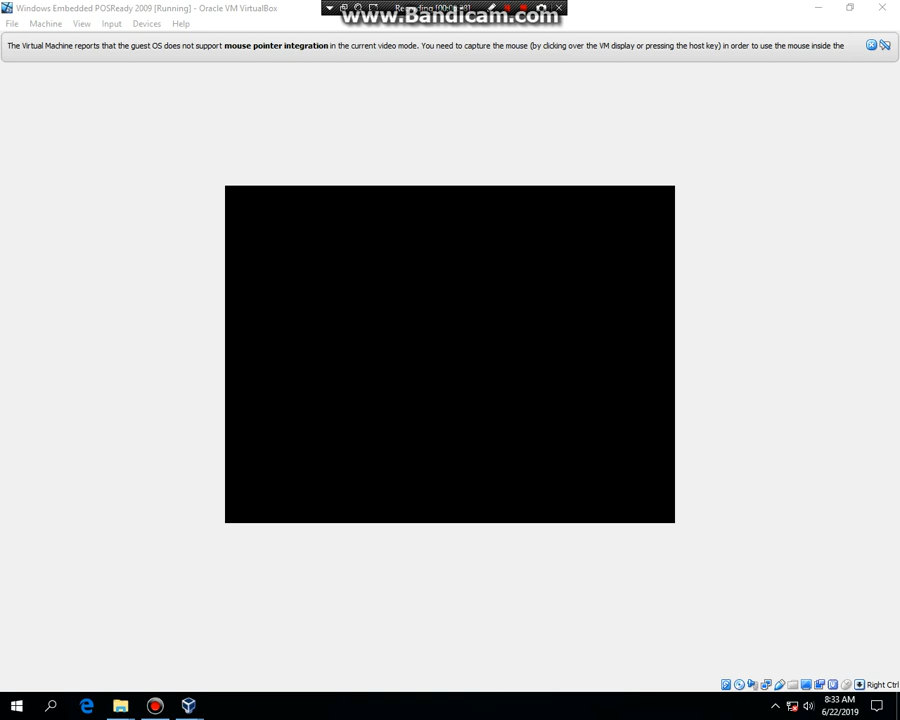 Windows Embedded POSReady 2009 [Running] - Oracle VM VirtualBox
www.Bandicam.com
File Machine View Input Devices Help
The Virtual Machine reports that the guest OS does not support mouse pointer integration in the current video mode. You need to capture the mouse (by clicking over the VM display or pressing the host key) in order to use the mouse inside the
Right Ctrl
8:33 AM
6/22/2019